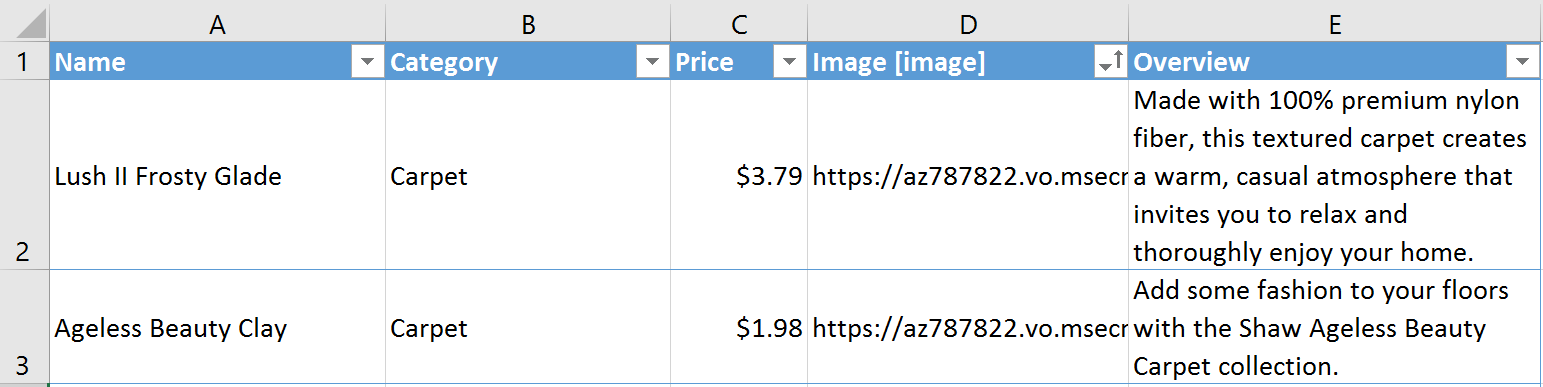 A B C D E
1 Name Category Price Image [image] Overview
Made with 100% premium nylon
fiber, this textured carpet creates
2 Lush II Frosty Glade Carpet $3.79 https://az787822.vo.msecn a warm, casual atmosphere that
invites you to relax and
thoroughly enjoy your home.
Add some fashion to your floors
3 Ageless Beauty Clay Carpet $1.98 https://az787822.vo.msecn with the Shaw Ageless Beauty
Carpet collection.